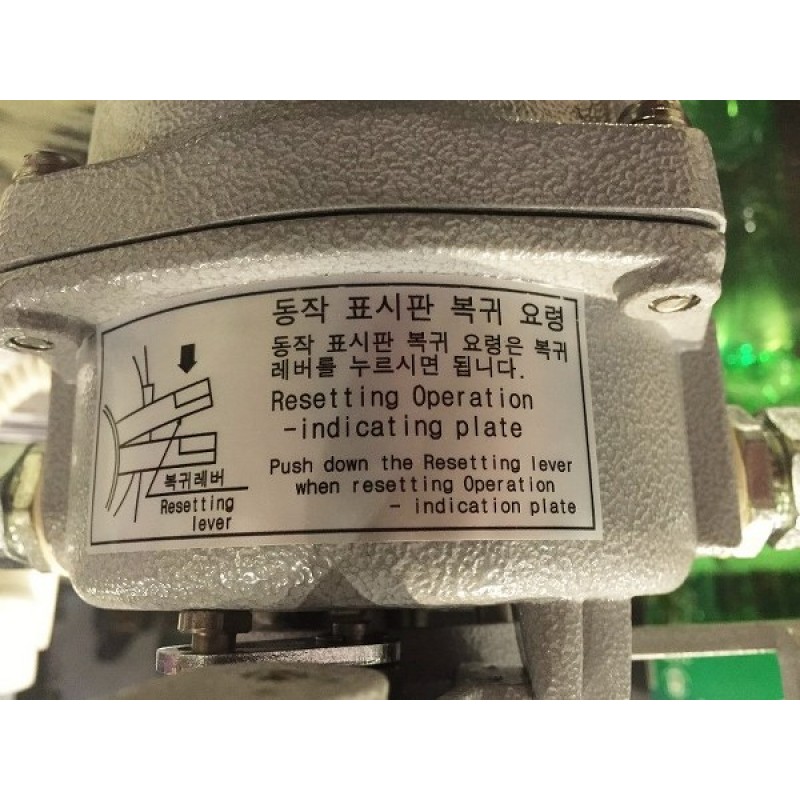 동작 표시판 복귀 요령
동작 표시판 복귀 요령은 복귀
레버를 누르시면 됩니다.
Resetting Operation
-indicating plate
Push down the Resetting lever
when resetting Operation
- indication plate
복귀레버
Resetting
lever